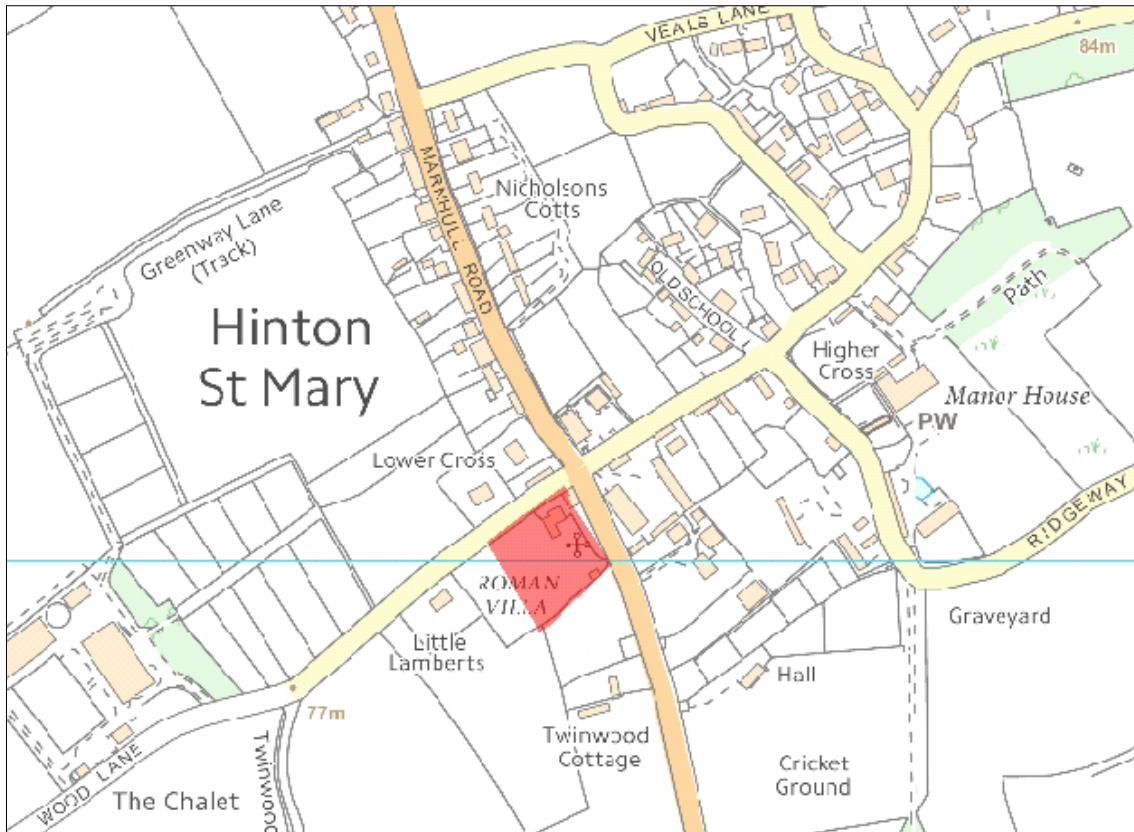 VEALS LANE
84m
MARNHULL ROAD
Nicholsons
Cotts
Greenway Lane
(Track)
OLD SCHOOL L
Path
Hinton
St Mary
Higher
Cross
Manor House
PW
Lower Cross
RIDGEWAY
ROMAN
VILLA
Graveyard
Little
Lamberts
Hall
77m
Twinwood
Cottage
TWINWOOD
Cricket
Ground
WOOD LANE
The Chalet